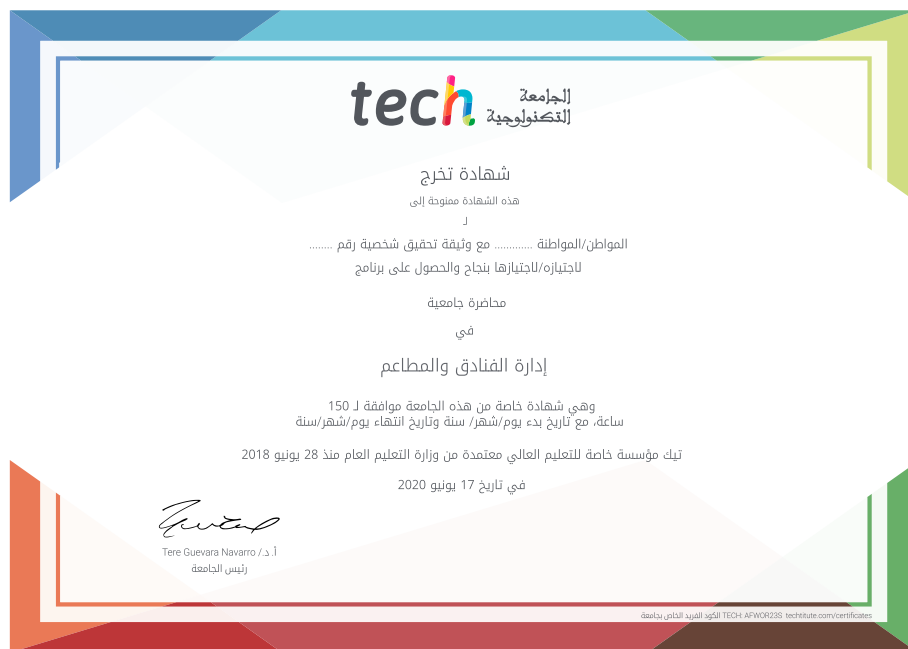 tech
الجامعة
التكنولوجية
شهادة تخرج
هذه الشهادة ممنوحة إلى
لـ
المواطن/المواطنة ............ مع وثيقة تحقيق شخصية رقم ........
لاجتيازه/لاجتيازها بنجاح والحصول على برنامج
محاضرة جامعية
في
إدارة الفنادق والمطاعم
وهي شهادة خاصة من هذه الجامعة موافقة لـ 150
ساعة، مع تاريخ بدء يوم/شهر/ سنة وتاريخ انتهاء يوم/شهر/سنة
تيك مؤسسة خاصة للتعليم العالي معتمدة من وزارة التعليم العام منذ 28 يونيو 2018
في تاريخ 17 يونيو 2020
أ. د./ Tere Guevara Navarro
رئيس الجامعة
الكود الفريد الخاص بجامعة TECH: AFWOR23S techtitute.com/certificates